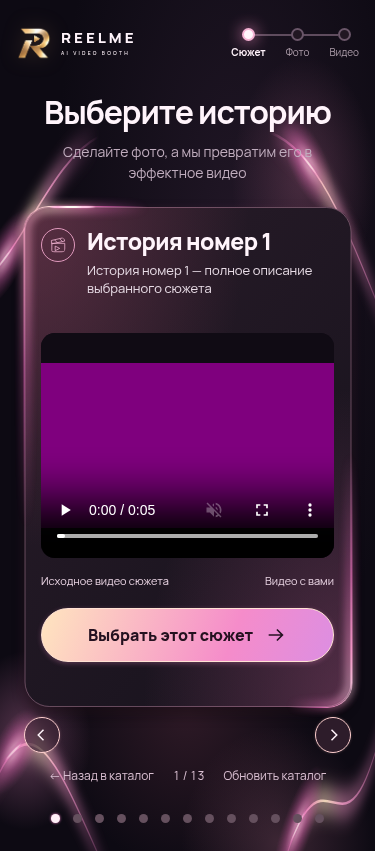 REELME
AI VIDEO BOOTH
Сюжет Фото Видео
Выберите историю
Сделайте фото, а мы превратим его в
эффектное видео
История номер 1
История номер 1 — полное описание
выбранного сюжета
0:00 / 0:05
Исходное видео сюжета Видео с вами
Выбрать этот сюжет →
← Назад в каталог 1 / 13 Обновить каталог